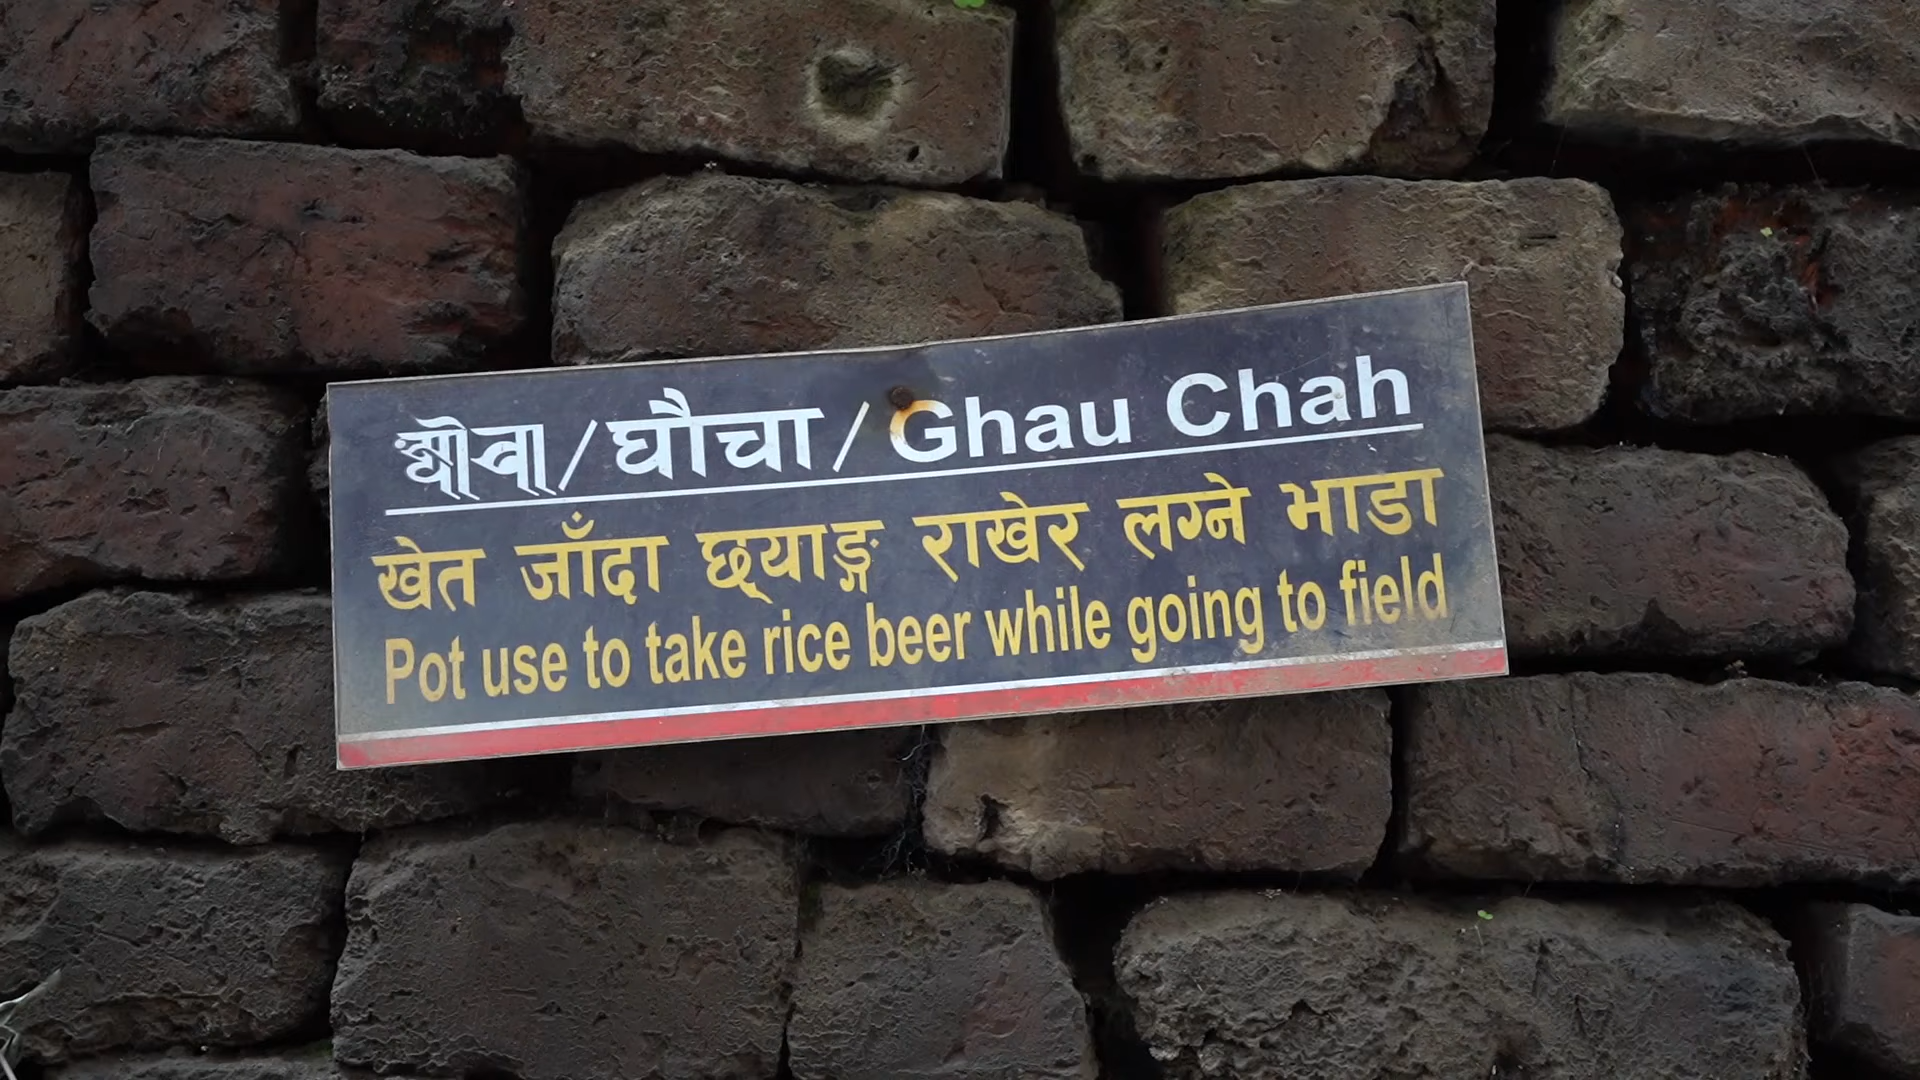 घौचा/घौचा/Ghau Chah
खेत जाँदा छ्याङ्ग राखेर लग्ने भाडा
Pot use to take rice beer while going to field